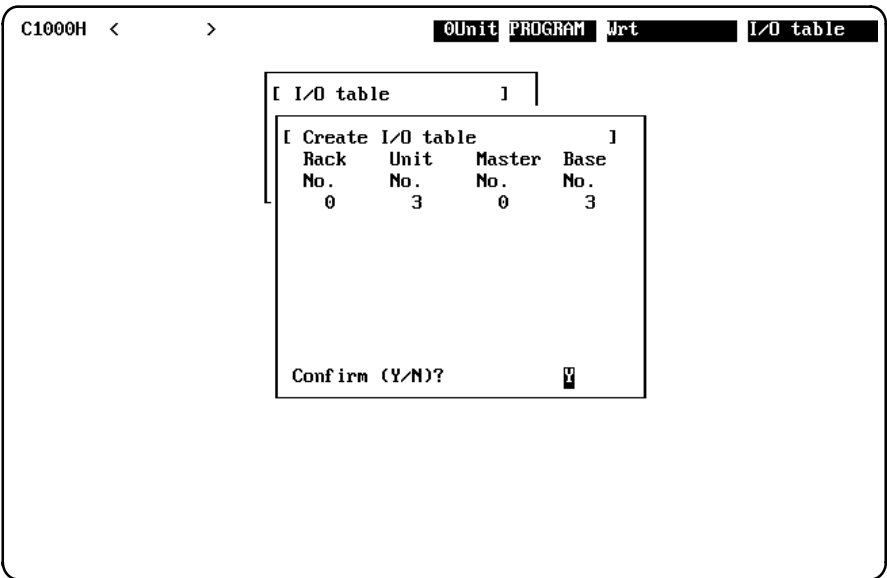 C1000H < > 0Unit PROGRAM Wrt I/O table
[ I/O table ]
[ Create I/O table ]
Rack Unit Master Base
No. No. No. No.
0 3 0 3
Confirm (Y/N)? Y